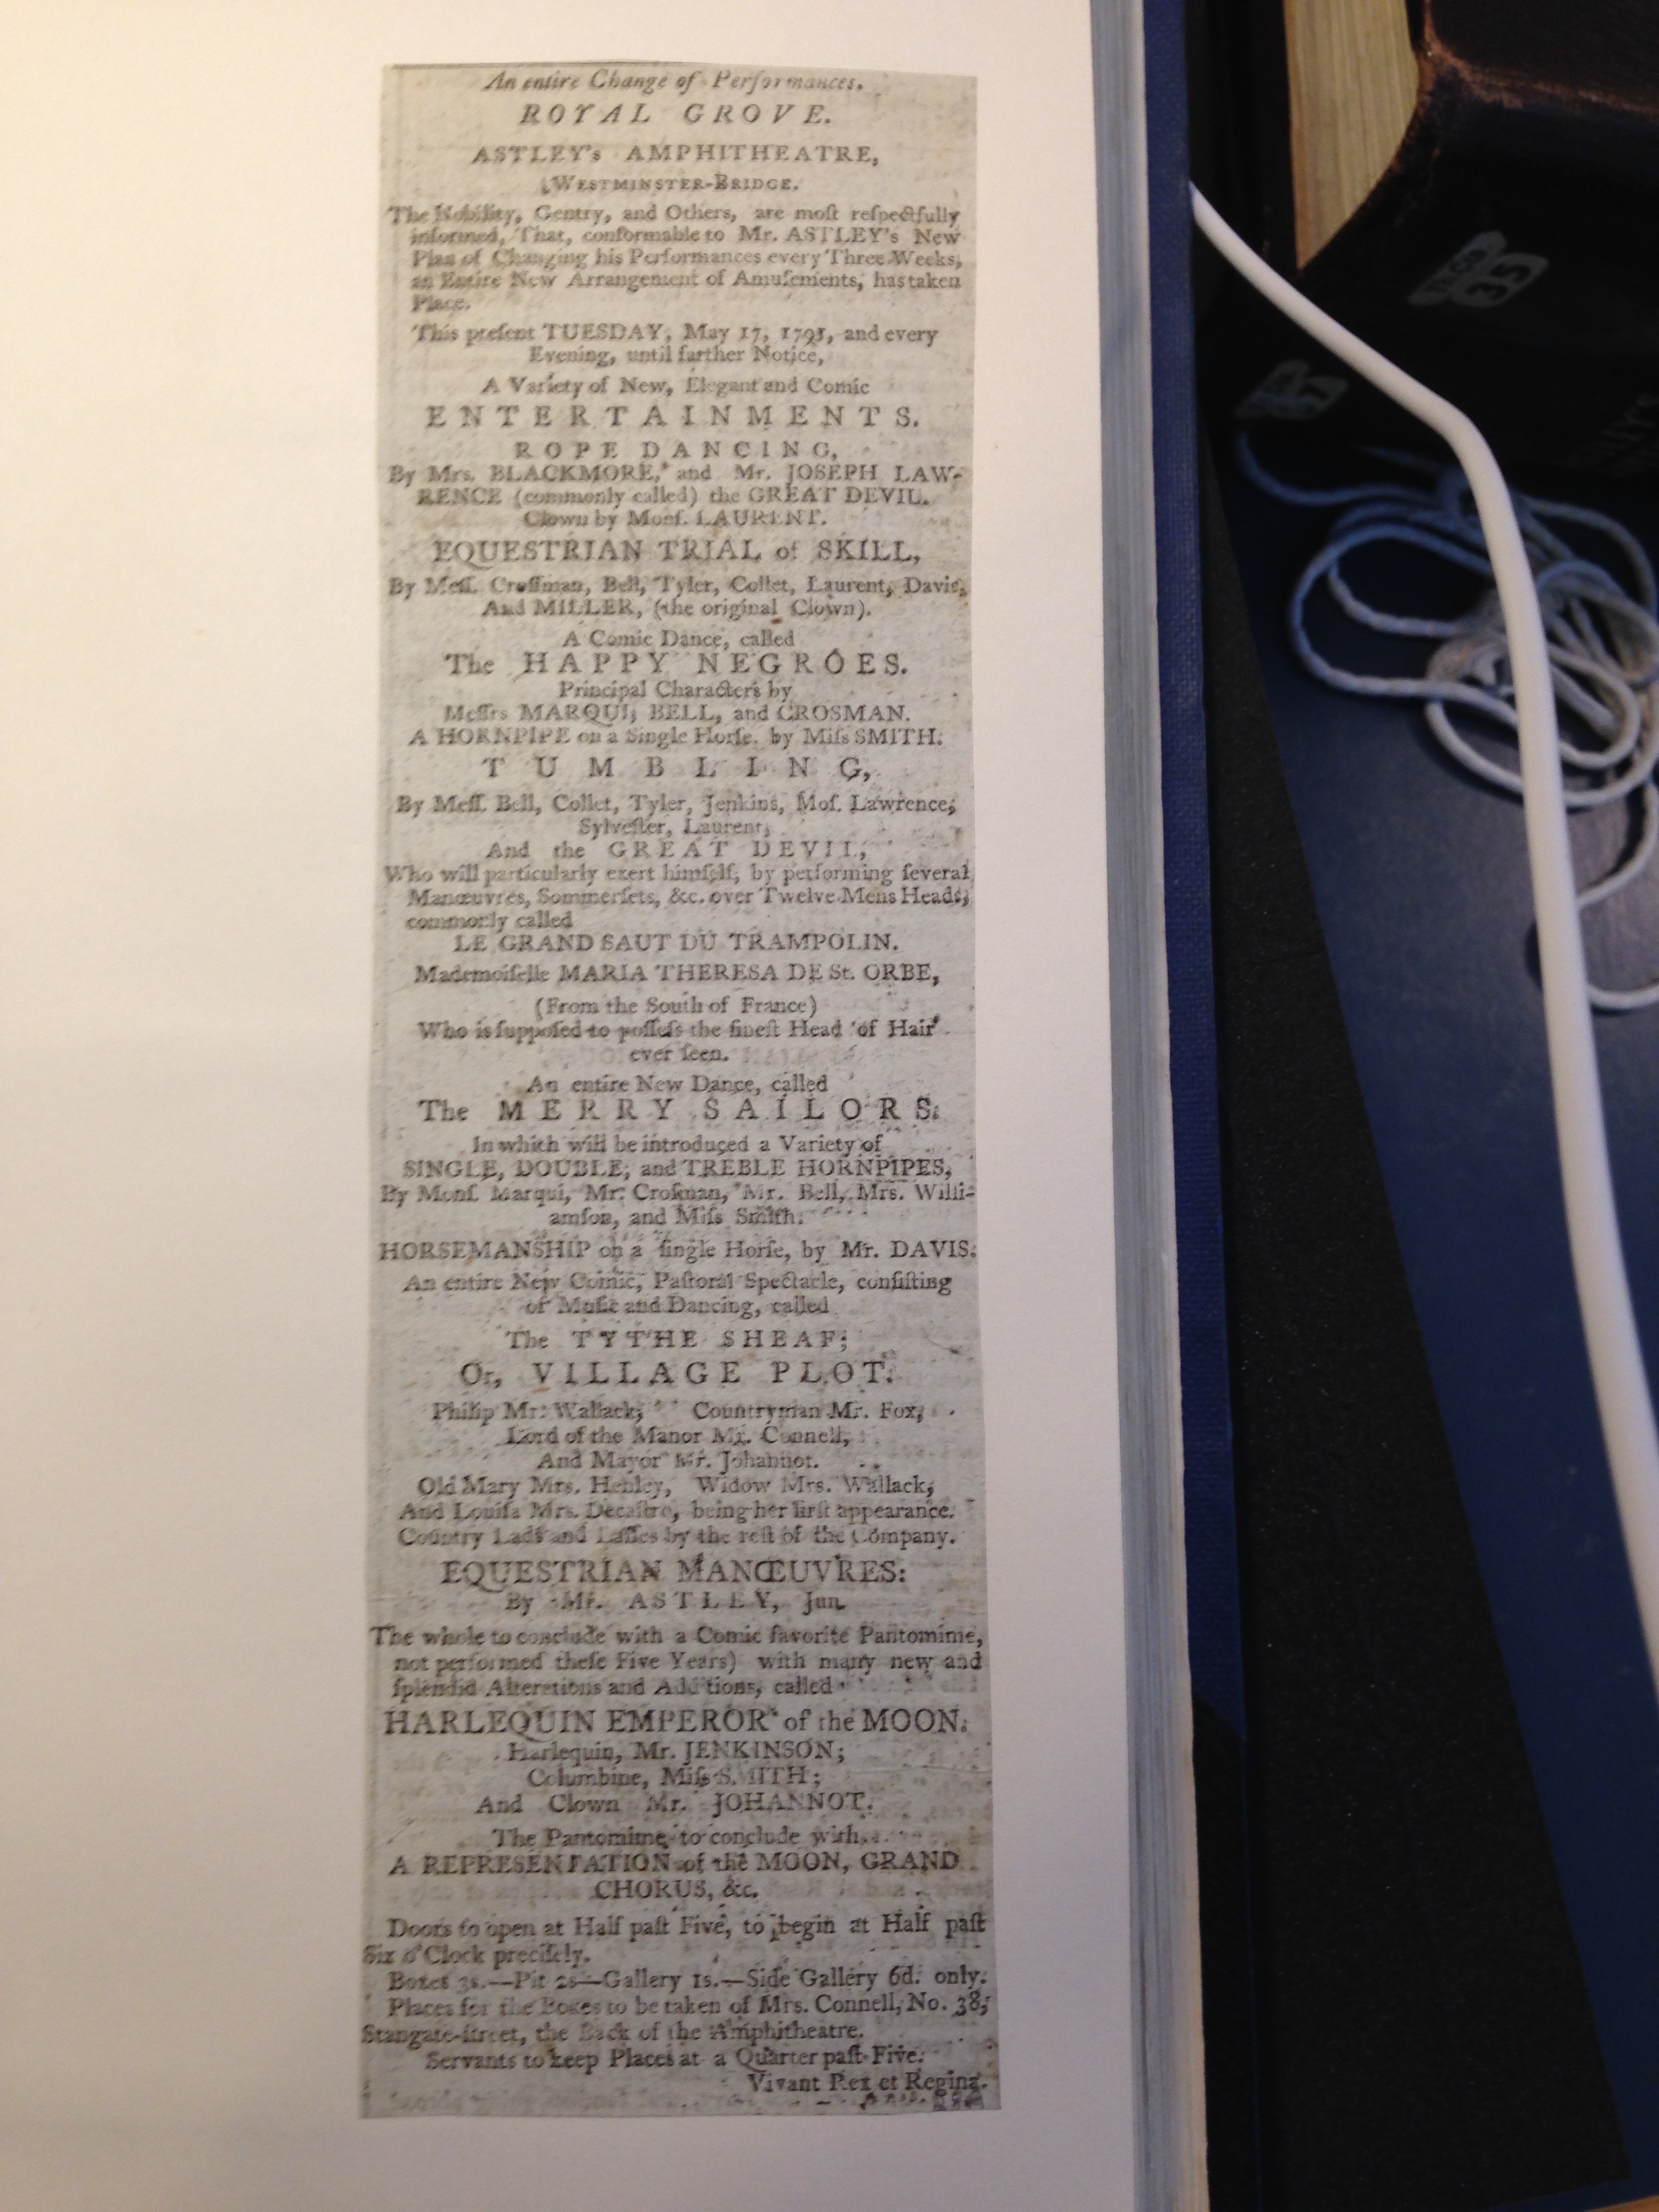 An entire Change of Performances.
ROYAL GROVE.
ASTLEY's AMPHITHEATRE,
WESTMINSTER-BRIDGE.
The Nobility, Gentry, and Others, are moſt reſpectfully
informed, That, conformable to Mr. ASTLEY's New
Plan of Changing his Performances every Three Weeks,
an Entire New Arrangement of Amuſements, has taken
Place.
This preſent TUESDAY, May 17, 1791, and every
Evening, until farther Notice,
A Variety of New, Elegant and Comic
ENTERTAINMENTS.
ROPE DANCING,
By Mrs. BLACKMORE, and Mr. JOSEPH LAW-
RENCE (commonly called) the GREAT DEVIL.
Clown by Monſ. LAURENT.
EQUESTRIAN TRIAL of SKILL,
By Meſſ. Croſſman, Bell, Tyler, Collet, Laurent, Davis,
And MILLER, (the original Clown).
A Comic Dance, called
The HAPPY NEGROES.
Principal Characters by
Meſſrs MARQUI, BELL, and CROSMAN.
A HORNPIPE on a Single Horſe, by Miſs SMITH.
TUMBLING,
By Meſſ. Bell, Collet, Tyler, Jenkins, Moſ. Lawrence,
Sylveſter, Laurent,
And the GREAT DEVIL,
Who will particularly exert himſelf, by performing ſeveral
Manœuvres, Sommerſets, &c. over Twelve Mens Heads,
commonly called
LE GRAND SAUT DU TRAMPOLIN.
Mademoiſelle MARIA THERESA DE St. ORBE,
(From the South of France)
Who is ſuppoſed to poſſeſs the fineſt Head of Hair
ever ſeen.
An entire New Dance, called
The MERRY SAILORS.
In which will be introduced a Variety of
SINGLE, DOUBLE, and TREBLE HORNPIPES,
By Monſ. Marqui, Mr. Croſman, Mr. Bell, Mrs. Willi-
amſon, and Miſs Smith.
HORSEMANSHIP on a ſingle Horſe, by Mr. DAVIS.
An entire New Comic, Paſtoral Spectacle, conſiſting
of Muſic and Dancing, called
The TYTHE SHEAF;
Or, VILLAGE PLOT.
Philip Mr. Wallack; Countryman Mr. Fox,
Lord of the Manor Mr. Connell,
And Mayor Mr. Johannot.
Old Mary Mrs. Henley, Widow Mrs. Wallack,
And Louiſa Mrs. Decaſtro, being her firſt appearance.
Country Lads and Laſſes by the reſt of the Company.
EQUESTRIAN MANŒUVRES:
By Mr. ASTLEY, Jun.
The whole to conclude with a Comic favorite Pantomime,
not performed theſe Five Years) with many new and
ſplendid Alterations and Additions, called
HARLEQUIN EMPEROR of the MOON.
Harlequin, Mr. JENKINSON;
Columbine, Miſs SMITH;
And Clown Mr. JOHANNOT.
The Pantomime to conclude with
A REPRESENTATION of the MOON, GRAND
CHORUS, &c.
Doors to open at Half paſt Five, to begin at Half paſt
Six o'Clock preciſely.
Boxes 3s.—Pit 2s—Gallery 1s.—Side Gallery 6d. only.
Places for the Boxes to be taken of Mrs. Connell, No. 38,
Stangate-ſtreet, the Back of the Amphitheatre.
Servants to keep Places at a Quarter paſt Five.
Vivant Rex et Regina.
35